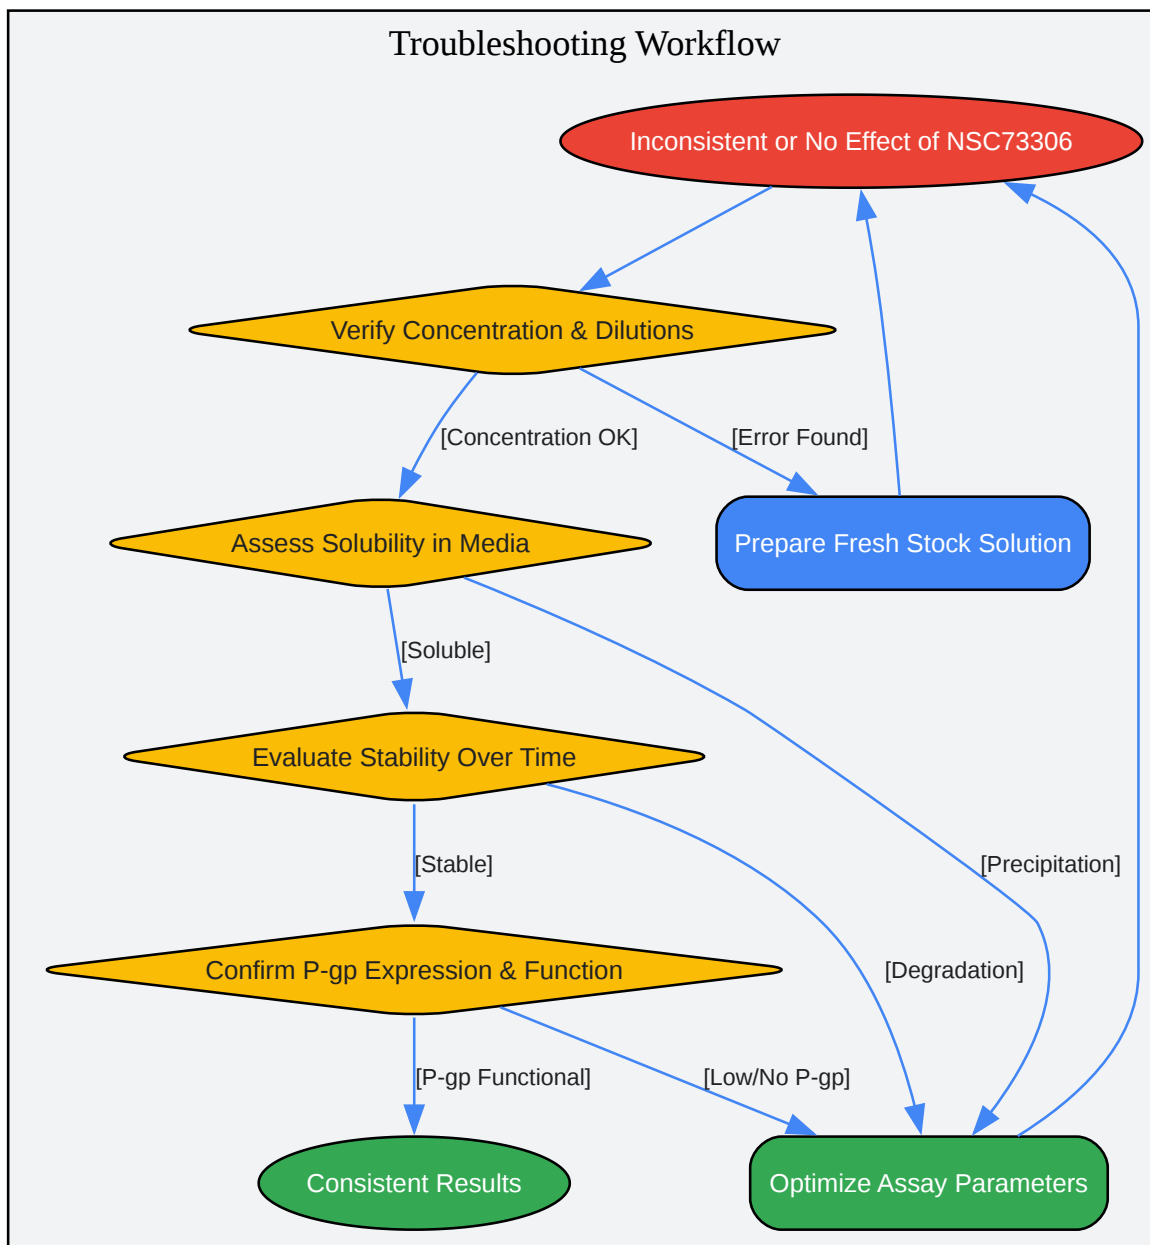 Troubleshooting Workflow
Inconsistent or No Effect of NSC73306
Verify Concentration & Dilutions
[Concentration OK]
[Error Found]
Assess Solubility in Media
Prepare Fresh Stock Solution
[Soluble]
Evaluate Stability Over Time
[Stable]
[Precipitation]
Confirm P-gp Expression & Function
[Degradation]
[P-gp Functional]
[Low/No P-gp]
Consistent Results
Optimize Assay Parameters